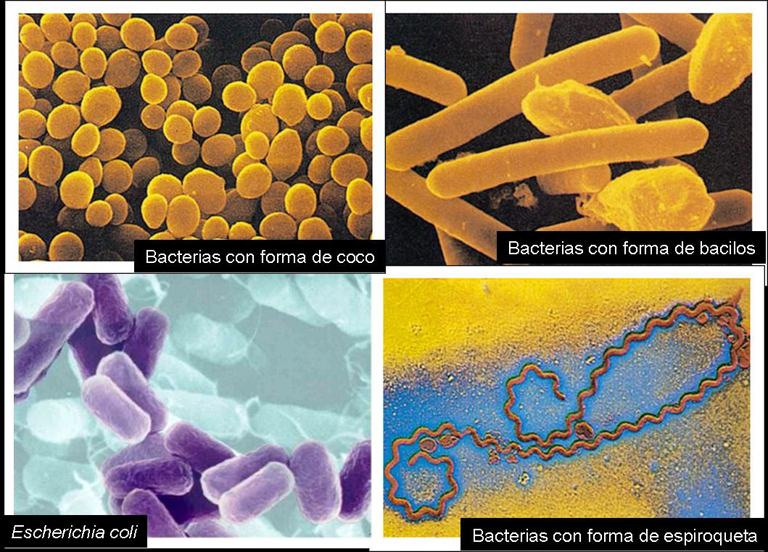 Bacterias con forma de coco
Bacterias con forma de bacilos
Escherichia coli
Bacterias con forma de espiroqueta